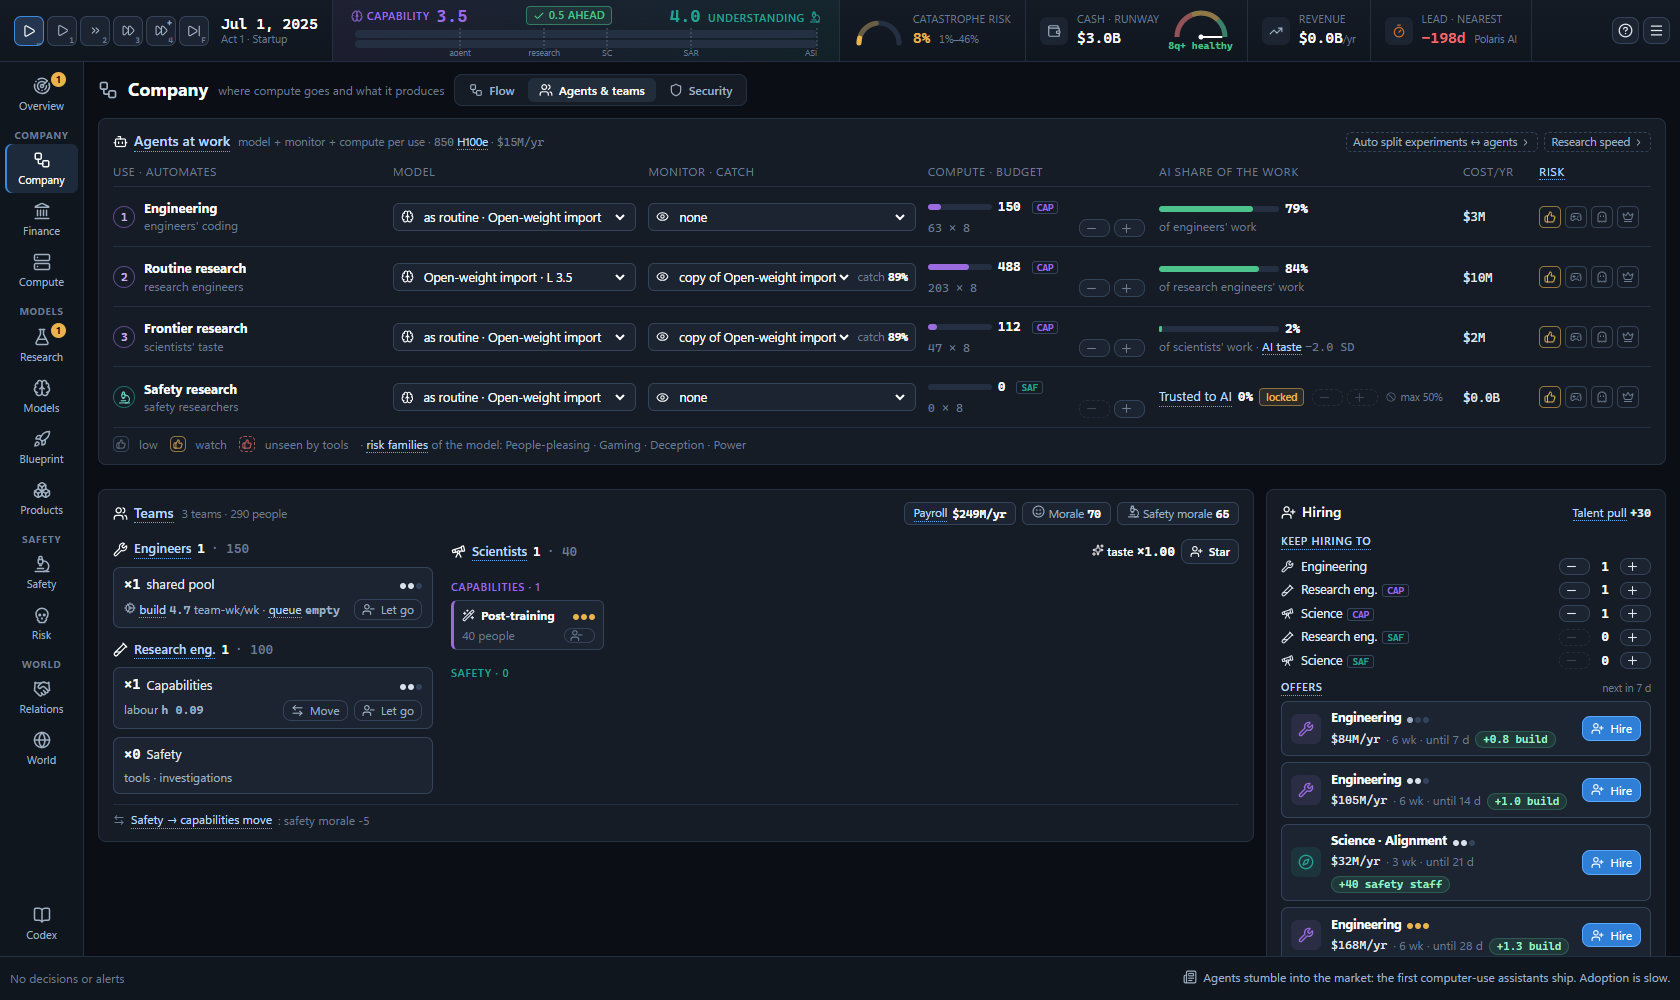 Jul 1, 2025
Act 1 · Startup
CAPABILITY 3.5
0.5 AHEAD
4.0 UNDERSTANDING
agent research SC SAR ASI
CATASTROPHE RISK
8% 1%–46%
CASH · RUNWAY
$3.0B
8q+ healthy
REVENUE
$0.0B/yr
LEAD · NEAREST
−198d Polaris AI
1 2 3 4 F
Overview 1
COMPANY
Company
Finance
Compute
MODELS
Research 1
Models
Blueprint
Products
SAFETY
Safety
Risk
WORLD
Relations
World
Codex
Company where compute goes and what it produces
Flow Agents & teams Security
Agents at work model + monitor + compute per use · 850 H100e · $15M/yr
Auto split experiments ↔ agents › Research speed ›
USE · AUTOMATES MODEL MONITOR · CATCH COMPUTE · BUDGET AI SHARE OF THE WORK COST/YR RISK
1 Engineering
engineers' coding
as routine · Open-weight import
none
150 CAP
63 × 8
− +
79%
of engineers' work
$3M
2 Routine research
research engineers
Open-weight import · L 3.5
copy of Open-weight import catch 89%
488 CAP
203 × 8
− +
84%
of research engineers' work
$10M
3 Frontier research
scientists' taste
as routine · Open-weight import
copy of Open-weight import catch 89%
112 CAP
47 × 8
− +
2%
of scientists' work · AI taste −2.0 SD
$2M
Safety research
safety researchers
as routine · Open-weight import
none
0 SAF
0 × 8
− +
Trusted to AI 0% locked − + max 50%
$0.0B
low watch unseen by tools · risk families of the model: People-pleasing · Gaming · Deception · Power
Teams 3 teams · 290 people
Payroll $249M/yr Morale 70 Safety morale 65
Engineers 1 · 150
×1 shared pool
build 4.7 team-wk/wk · queue empty Let go
Research eng. 1 · 100
×1 Capabilities
labour h 0.09 Move Let go
×0 Safety
tools · investigations
Scientists 1 · 40
taste ×1.00 Star
CAPABILITIES · 1
Post-training
40 people
SAFETY · 0
Safety → capabilities move : safety morale -5
Hiring
Talent pull +30
KEEP HIRING TO
Engineering − 1 +
Research eng. CAP − 1 +
Science CAP − 1 +
Research eng. SAF − 0 +
Science SAF − 0 +
OFFERS next in 7 d
Engineering
$84M/yr · 6 wk · until 7 d +0.8 build
Hire
Engineering
$105M/yr · 6 wk · until 14 d +1.0 build
Hire
Science · Alignment
$32M/yr · 3 wk · until 21 d
+40 safety staff
Hire
Engineering
$168M/yr · 6 wk · until 28 d +1.3 build
Hire
No decisions or alerts
Agents stumble into the market: the first computer-use assistants ship. Adoption is slow.